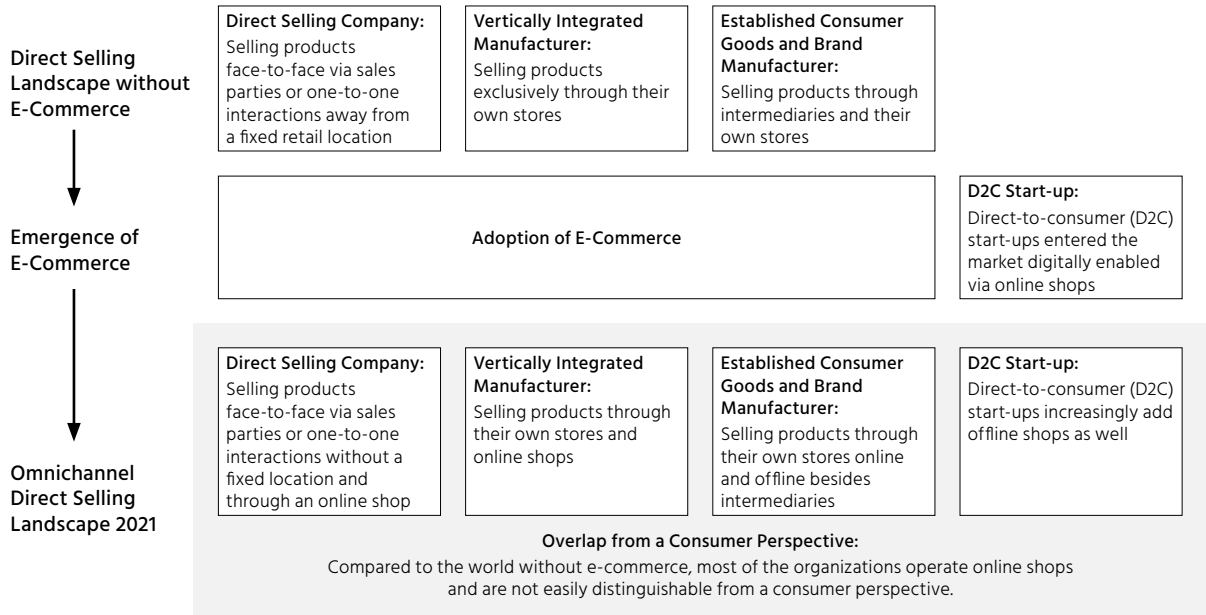 Direct Selling
Landscape without
E-Commerce
Direct Selling Company:
Selling products
face-to-face via sales
parties or one-to-one
interactions away from
a fixed retail location
Vertically Integrated
Manufacturer:
Selling products
exclusively through their
own stores
Established Consumer
Goods and Brand
Manufacturer:
Selling products through
intermediaries and their
own stores
Emergence of
E-Commerce
Adoption of E-Commerce
D2C Start-up:
Direct-to-consumer (D2C)
start-ups entered the
market digitally enabled
via online shops
Omnichannel
Direct Selling
Landscape 2021
Direct Selling Company:
Selling products
face-to-face via sales
parties or one-to-one
interactions without a
fixed location and
through an online shop
Vertically Integrated
Manufacturer:
Selling products through
their own stores and
online shops
Established Consumer
Goods and Brand
Manufacturer:
Selling products through
their own stores online
and offline besides
intermediaries
D2C Start-up:
Direct-to-consumer (D2C)
start-ups increasingly add
offline shops as well
Overlap from a Consumer Perspective:
Compared to the world without e-commerce, most of the organizations operate online shops
and are not easily distinguishable from a consumer perspective.